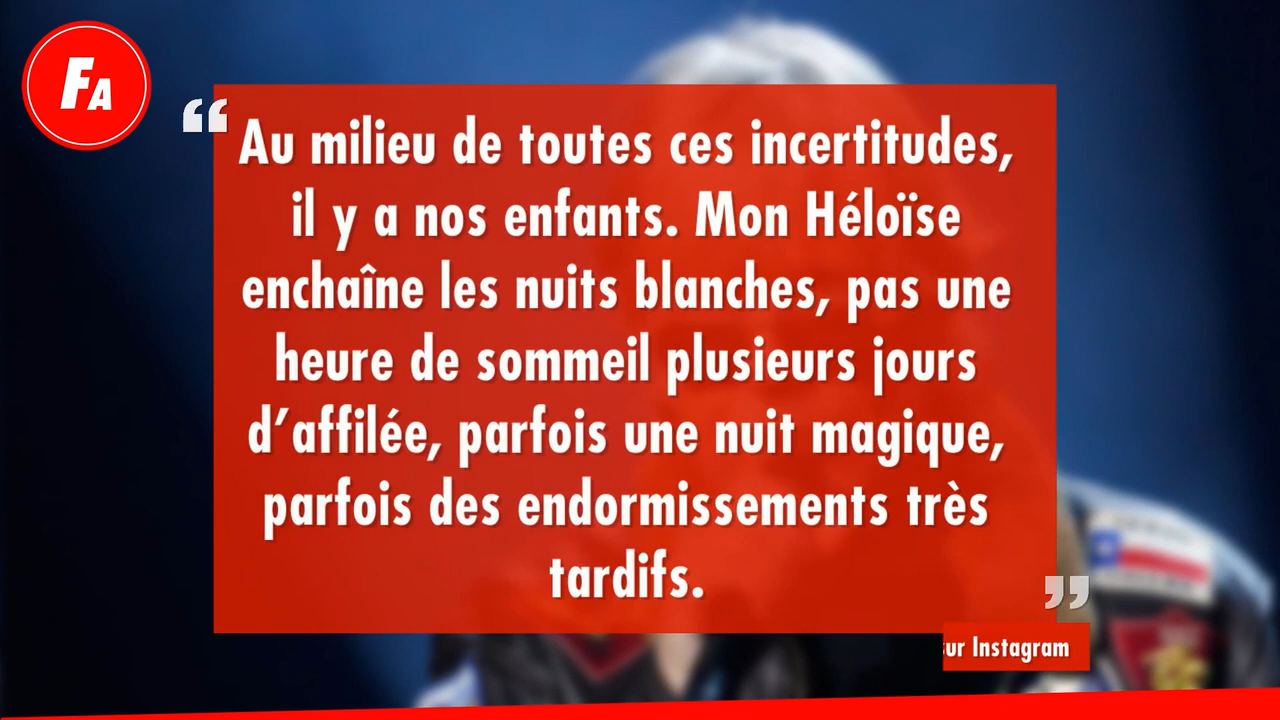 FA
“ Au milieu de toutes ces incertitudes,
il y a nos enfants. Mon Héloïse
enchaîne les nuits blanches, pas une
heure de sommeil plusieurs jours
d’affilée, parfois une nuit magique,
parfois des endormissements très
tardifs. ”
sur Instagram